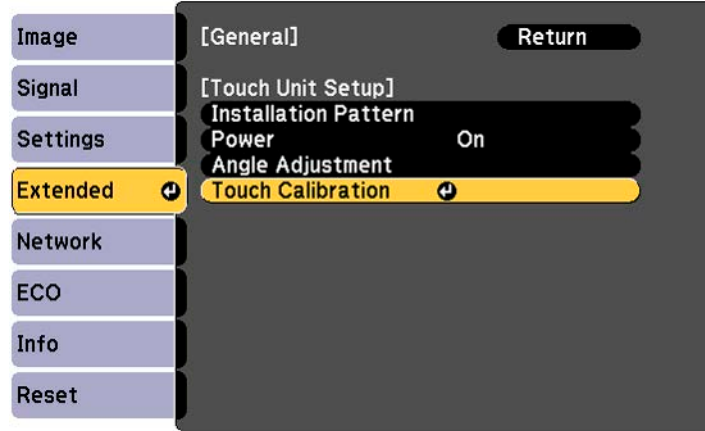 Image
Signal
Settings
Extended
Network
ECO
Info
Reset
[General] Return
[Touch Unit Setup]
Installation Pattern
Power On
Angle Adjustment
Touch Calibration